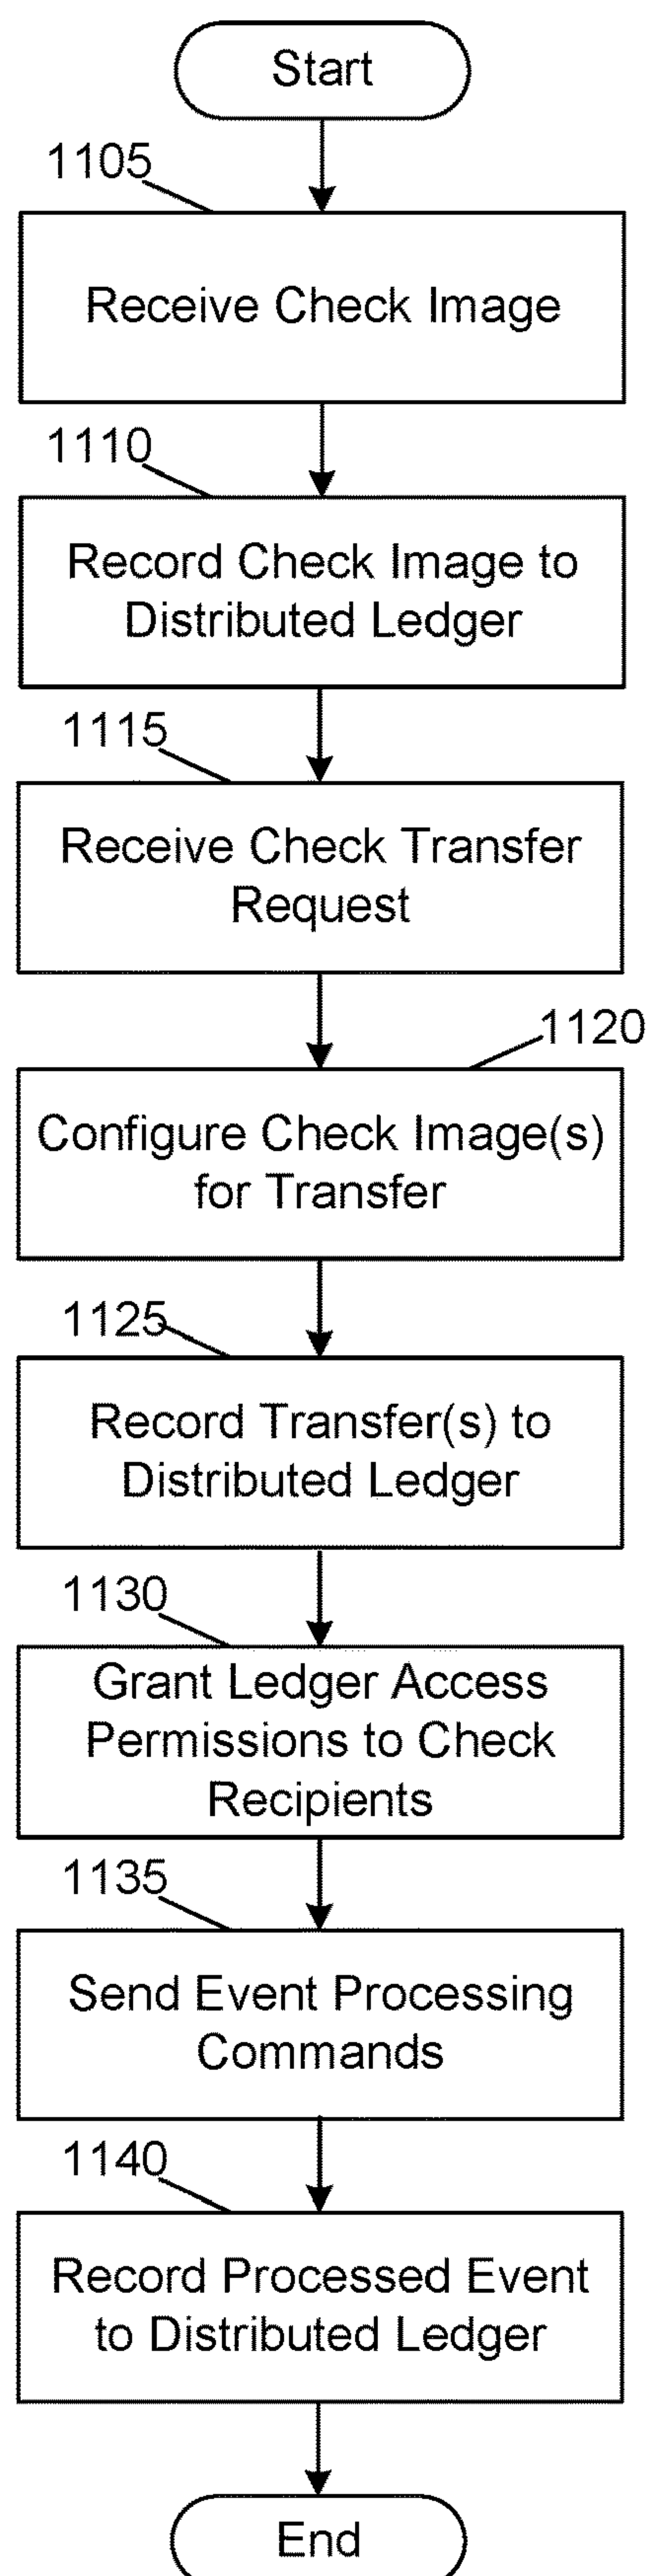 Start
1105
Receive Check Image
1110
Record Check Image to
Distributed Ledger
1115
Receive Check Transfer
Request
1120
Configure Check Image(s)
for Transfer
1125
Record Transfer(s) to
Distributed Ledger
1130
Grant Ledger Access
Permissions to Check
Recipients
1135
Send Event Processing
Commands
1140
Record Processed Event
to Distributed Ledger
End